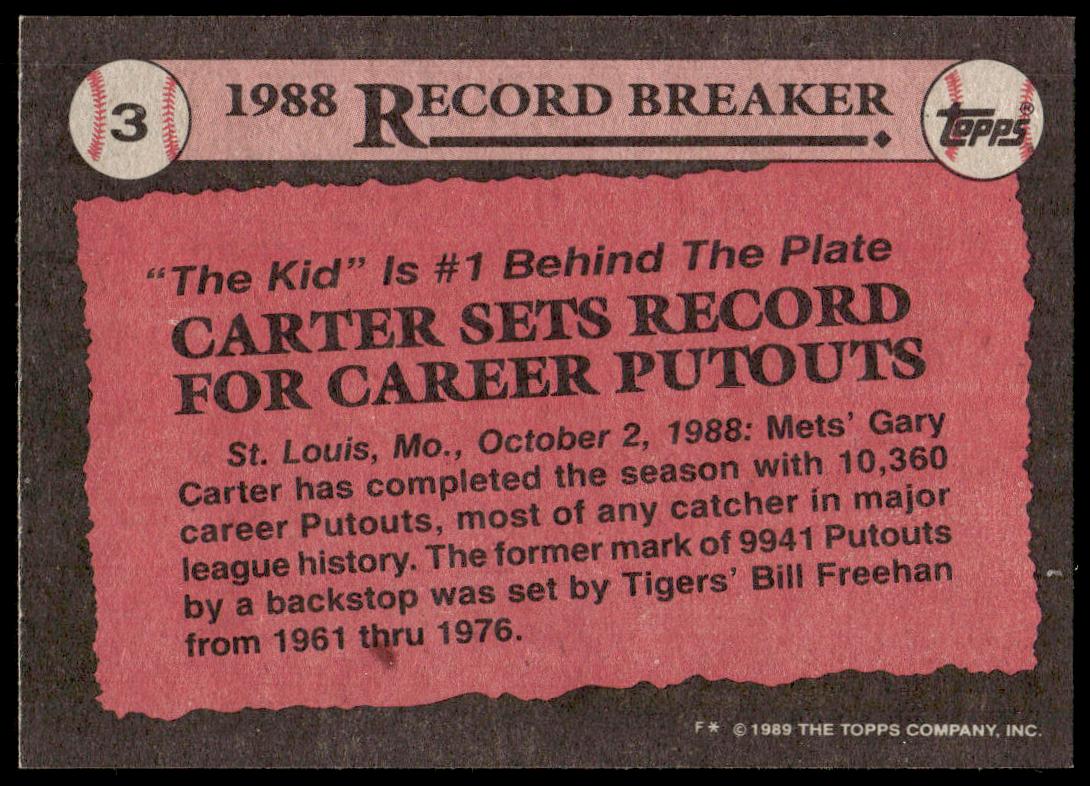 3
1988 RECORD BREAKER
Topps®
“The Kid” Is #1 Behind The Plate
CARTER SETS RECORD
FOR CAREER PUTOUTS
St. Louis, Mo., October 2, 1988: Mets’ Gary
Carter has completed the season with 10,360
career Putouts, most of any catcher in major
league history. The former mark of 9941 Putouts
by a backstop was set by Tigers’ Bill Freehan
from 1961 thru 1976.
F* © 1989 THE TOPPS COMPANY, INC.